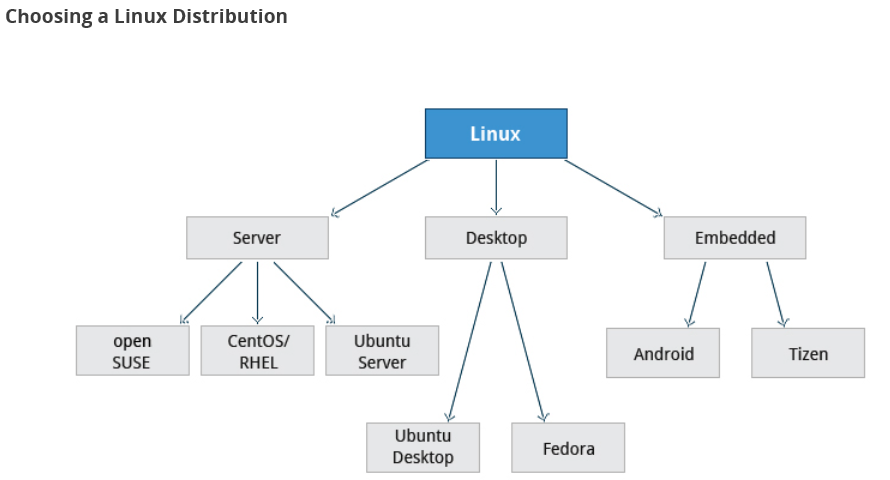 Choosing a Linux Distribution
Linux
Server
Desktop
Embedded
open
SUSE
CentOS/
RHEL
Ubuntu
Server
Android
Tizen
Ubuntu
Desktop
Fedora